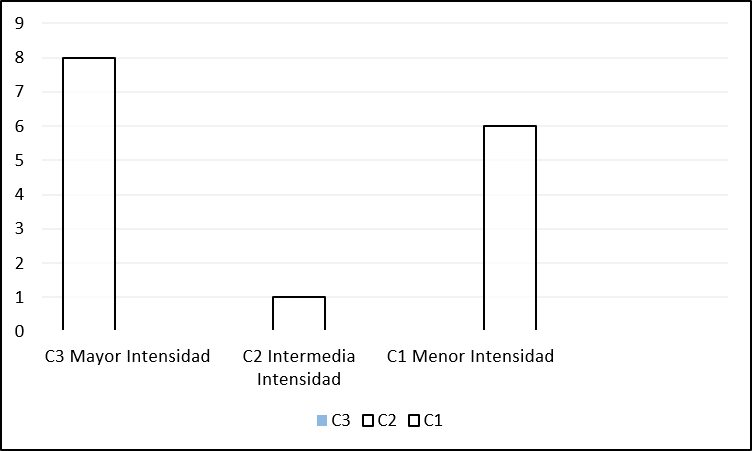 9
8
7
6
5
4
3
2
1
0
C3 Mayor Intensidad
C2 Intermedia
Intensidad
C1 Menor Intensidad
C3 C2 C1